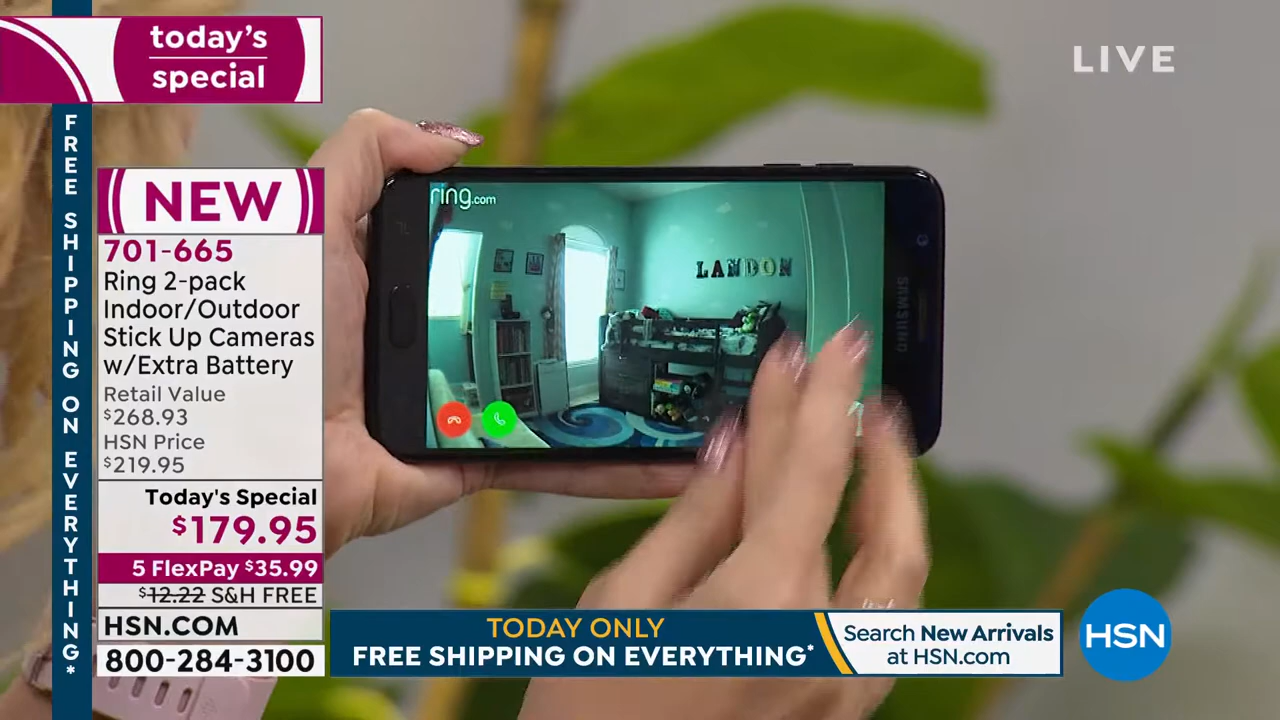 today's
special
LIVE
FREE SHIPPING ON EVERYTHING*
NEW
701-665
Ring 2-pack
Indoor/Outdoor
Stick Up Cameras
w/Extra Battery
Retail Value
$268.93
HSN Price
$219.95
Today's Special
$179.95
5 FlexPay $35.99
$12.22 S&H FREE
HSN.COM
800-284-3100
ring.com
LANDON
SAMSUNG
TODAY ONLY
FREE SHIPPING ON EVERYTHING*
Search New Arrivals
at HSN.com
HSN